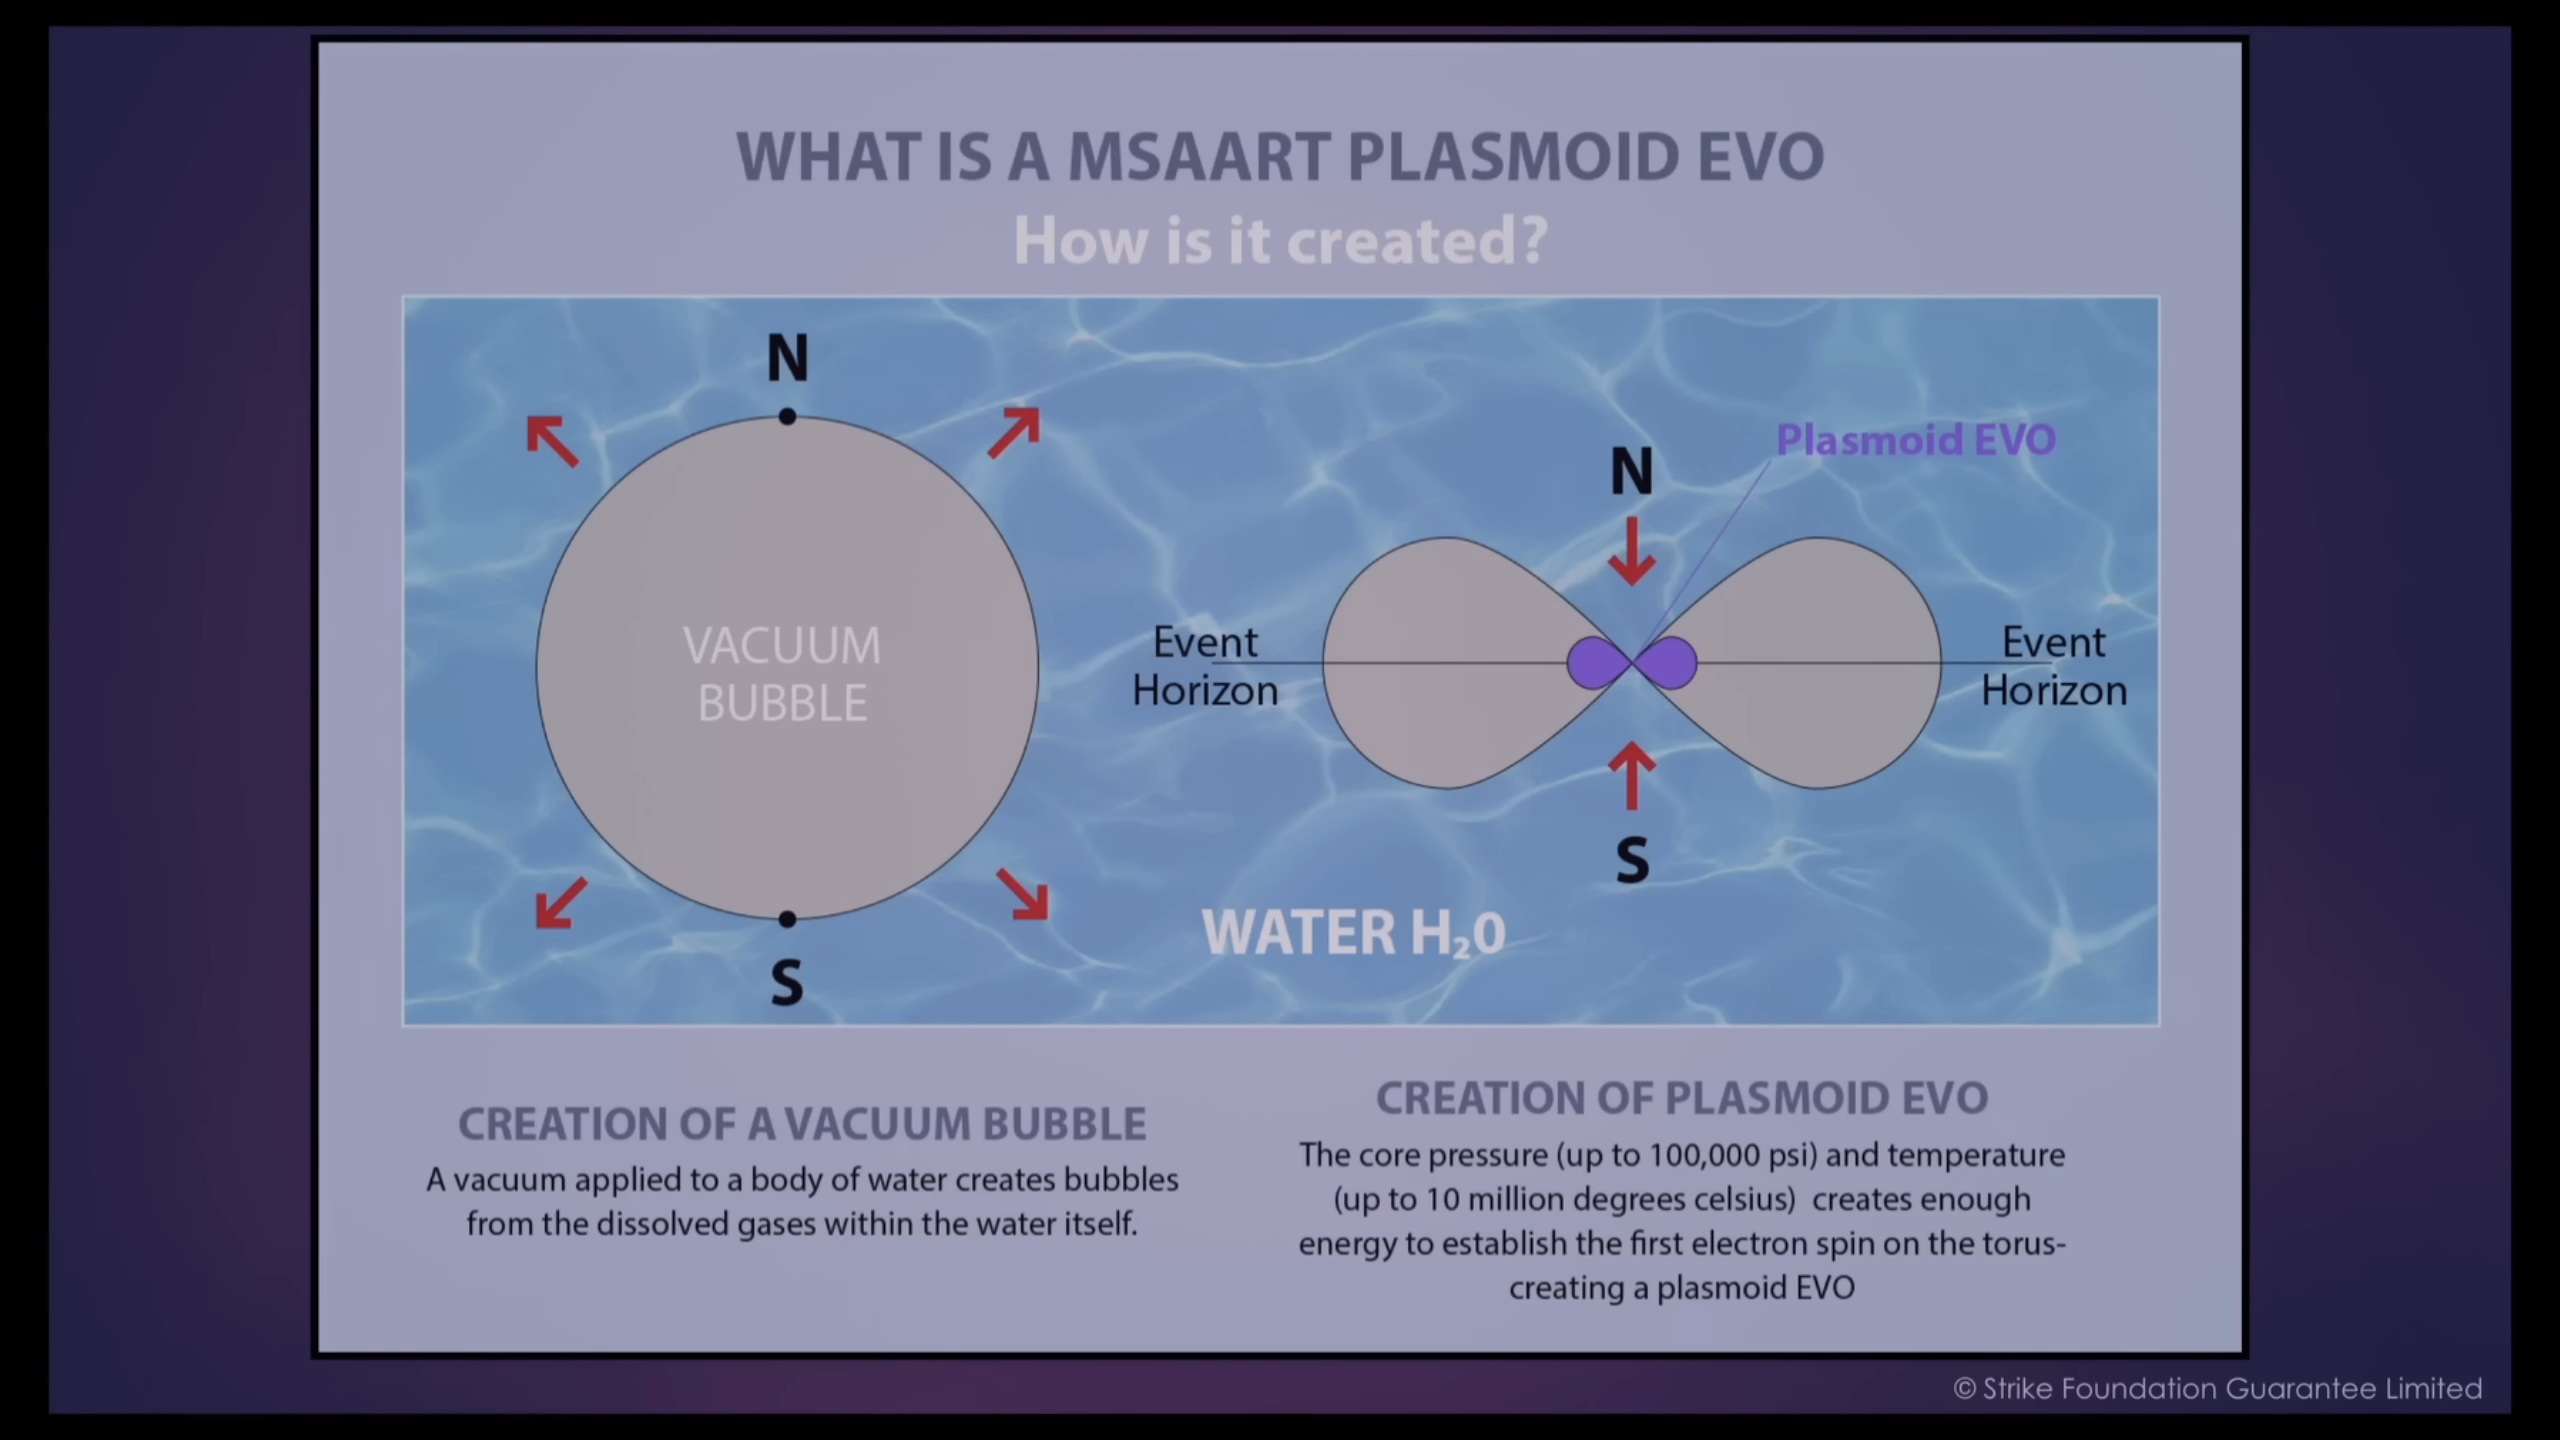 WHAT IS A MSAART PLASMOID EVO
How is it created?
N
VACUUM
BUBBLE
S
Plasmoid EVO
N
Event
Horizon
Event
Horizon
S
WATER H₂0
CREATION OF A VACUUM BUBBLE
A vacuum applied to a body of water creates bubbles
from the dissolved gases within the water itself.
CREATION OF PLASMOID EVO
The core pressure (up to 100,000 psi) and temperature
(up to 10 million degrees celsius) creates enough
energy to establish the first electron spin on the torus-
creating a plasmoid EVO
© Strike Foundation Guarantee Limited